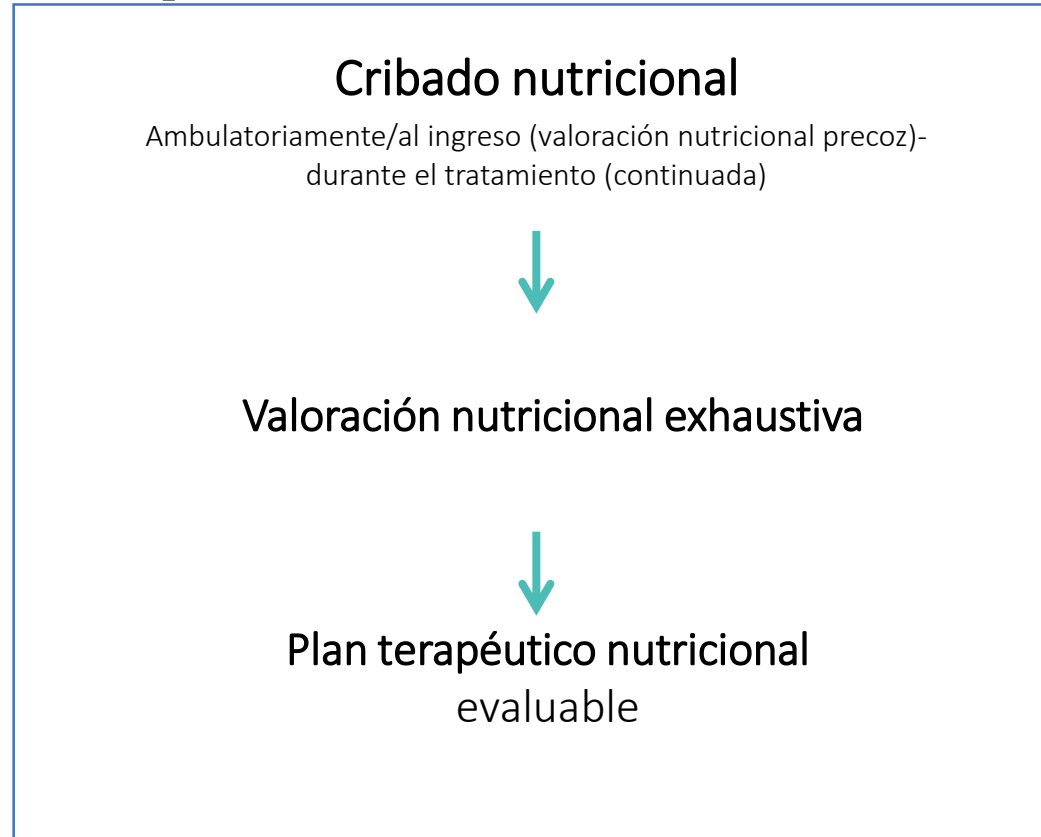 Cribado nutricional
Ambulatoriamente/al ingreso (valoración nutricional precoz)-
durante el tratamiento (continuada)
Valoración nutricional exhaustiva
Plan terapéutico nutricional
evaluable